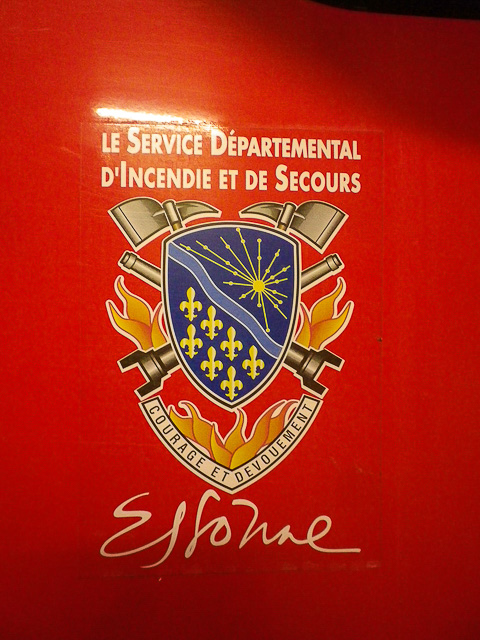 LE SERVICE DÉPARTEMENTAL
D'INCENDIE ET DE SECOURS
COURAGE ET DEVOUEMENT
Essonne